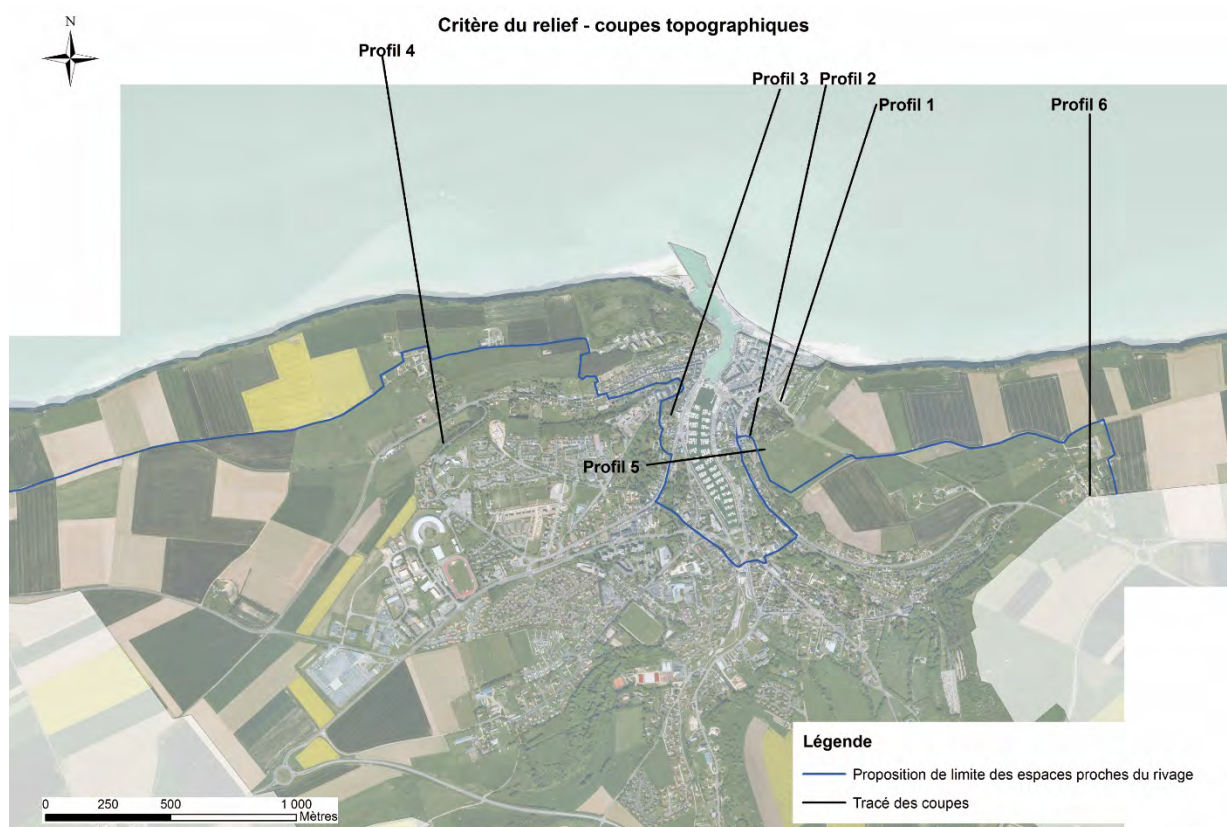 N
Critère du relief - coupes topographiques
Profil 4
Profil 3
Profil 2
Profil 1
Profil 6
Profil 5
Légende
Proposition de limite des espaces proches du rivage
Tracé des coupes
0 250 500 1 000
Mètres